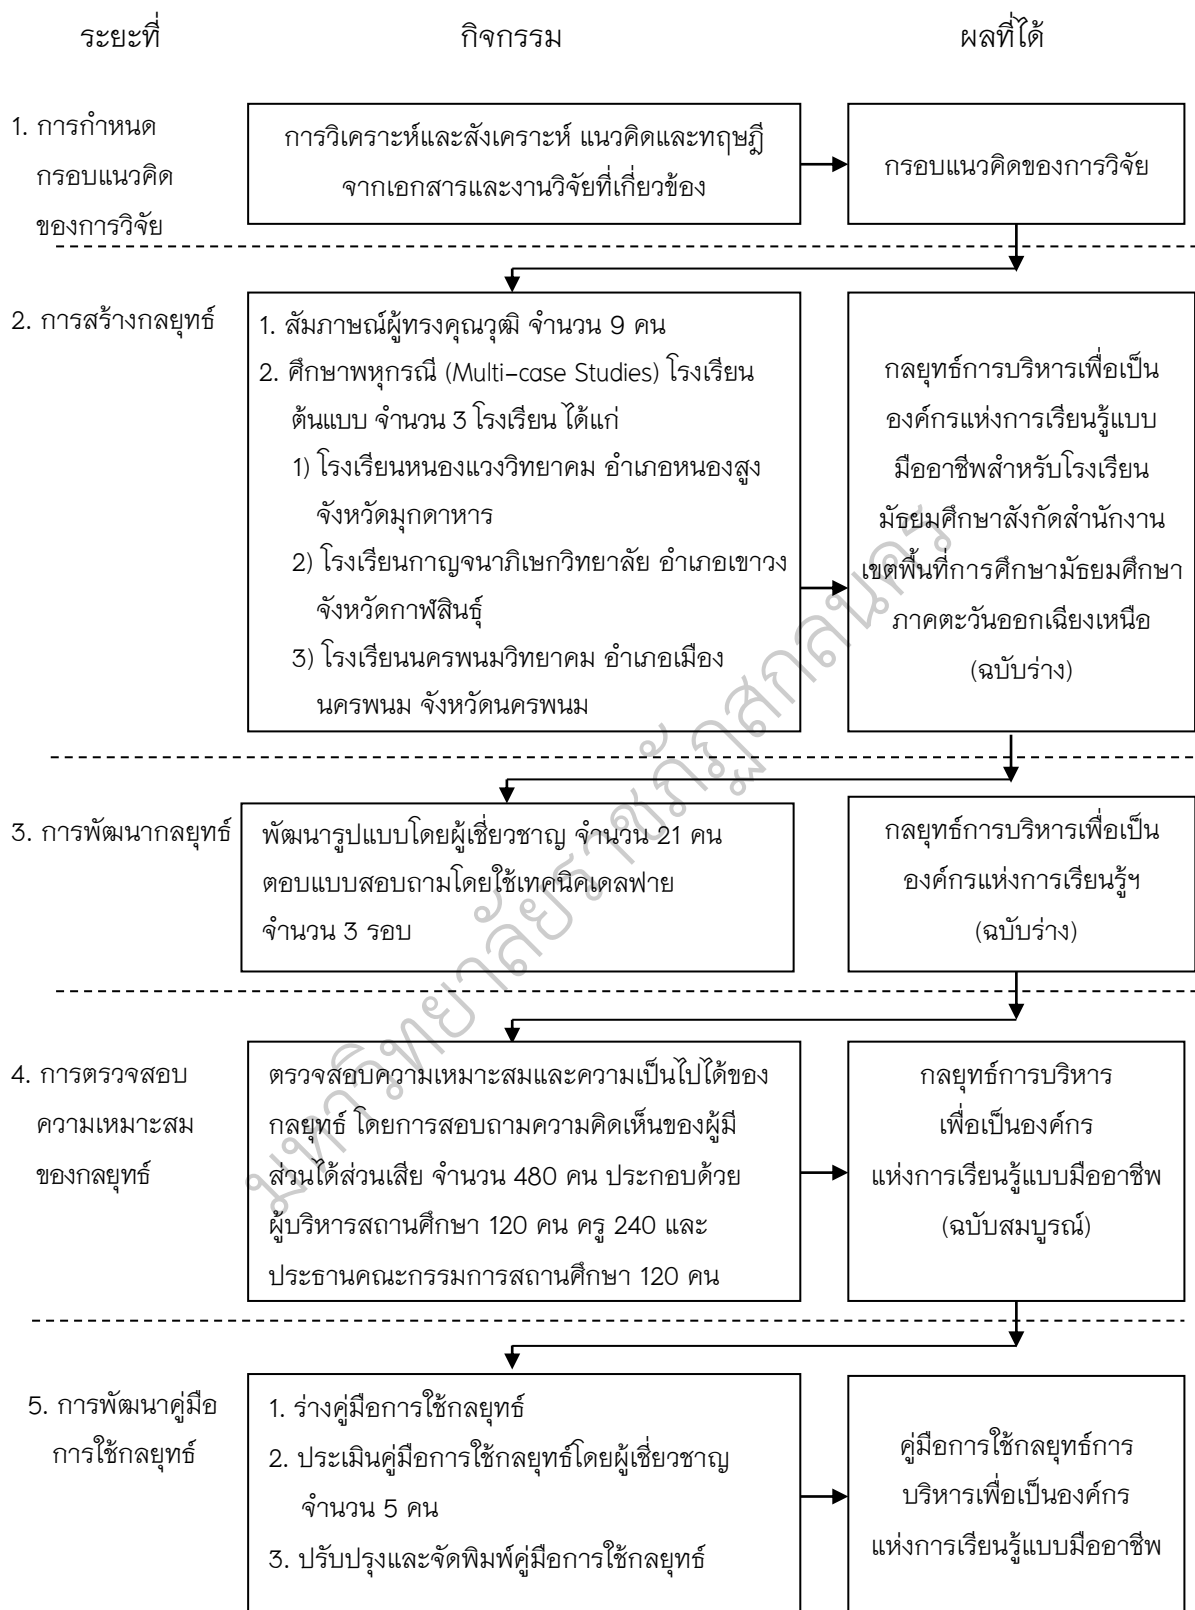 ระยะที่
กิจกรรม
ผลที่ได้
1. การกำหนด
กรอบแนวคิด
ของการวิจัย
การวิเคราะห์และสังเคราะห์ แนวคิดและทฤษฎี
จากเอกสารและงานวิจัยที่เกี่ยวข้อง
กรอบแนวคิดของการวิจัย
2. การสร้างกลยุทธ์
1. สัมภาษณ์ผู้ทรงคุณวุฒิ จำนวน 9 คน
2. ศึกษาพหุกรณี (Multi-case Studies) โรงเรียน
ต้นแบบ จำนวน 3 โรงเรียน ได้แก่
1) โรงเรียนหนองแวงวิทยาคม อำเภอหนองสูง
จังหวัดมุกดาหาร
2) โรงเรียนกาญจนาภิเษกวิทยาลัย อำเภอเขาวง
จังหวัดกาฬสินธุ์
3) โรงเรียนนครพนมวิทยาคม อำเภอเมือง
นครพนม จังหวัดนครพนม
กลยุทธ์การบริหารเพื่อเป็น
องค์กรแห่งการเรียนรู้แบบ
มืออาชีพสำหรับโรงเรียน
มัธยมศึกษาสังกัดสำนักงาน
เขตพื้นที่การศึกษามัธยมศึกษา
ภาคตะวันออกเฉียงเหนือ
(ฉบับร่าง)
3. การพัฒนากลยุทธ์
พัฒนารูปแบบโดยผู้เชี่ยวชาญ จำนวน 21 คน
ตอบแบบสอบถามโดยใช้เทคนิคเดลฟาย
จำนวน 3 รอบ
กลยุทธ์การบริหารเพื่อเป็น
องค์กรแห่งการเรียนรู้ฯ
(ฉบับร่าง)
4. การตรวจสอบ
ความเหมาะสม
ของกลยุทธ์
ตรวจสอบความเหมาะสมและความเป็นไปได้ของ
กลยุทธ์ โดยการสอบถามความคิดเห็นของผู้มี
ส่วนได้ส่วนเสีย จำนวน 480 คน ประกอบด้วย
ผู้บริหารสถานศึกษา 120 คน ครู 240 และ
ประธานคณะกรรมการสถานศึกษา 120 คน
กลยุทธ์การบริหาร
เพื่อเป็นองค์กร
แห่งการเรียนรู้แบบมืออาชีพ
(ฉบับสมบูรณ์)
5. การพัฒนาคู่มือ
การใช้กลยุทธ์
1. ร่างคู่มือการใช้กลยุทธ์
2. ประเมินคู่มือการใช้กลยุทธ์โดยผู้เชี่ยวชาญ
จำนวน 5 คน
3. ปรับปรุงและจัดพิมพ์คู่มือการใช้กลยุทธ์
คู่มือการใช้กลยุทธ์การ
บริหารเพื่อเป็นองค์กร
แห่งการเรียนรู้แบบมืออาชีพ
มหาวิทยาลัยราชภัฏสกลนคร